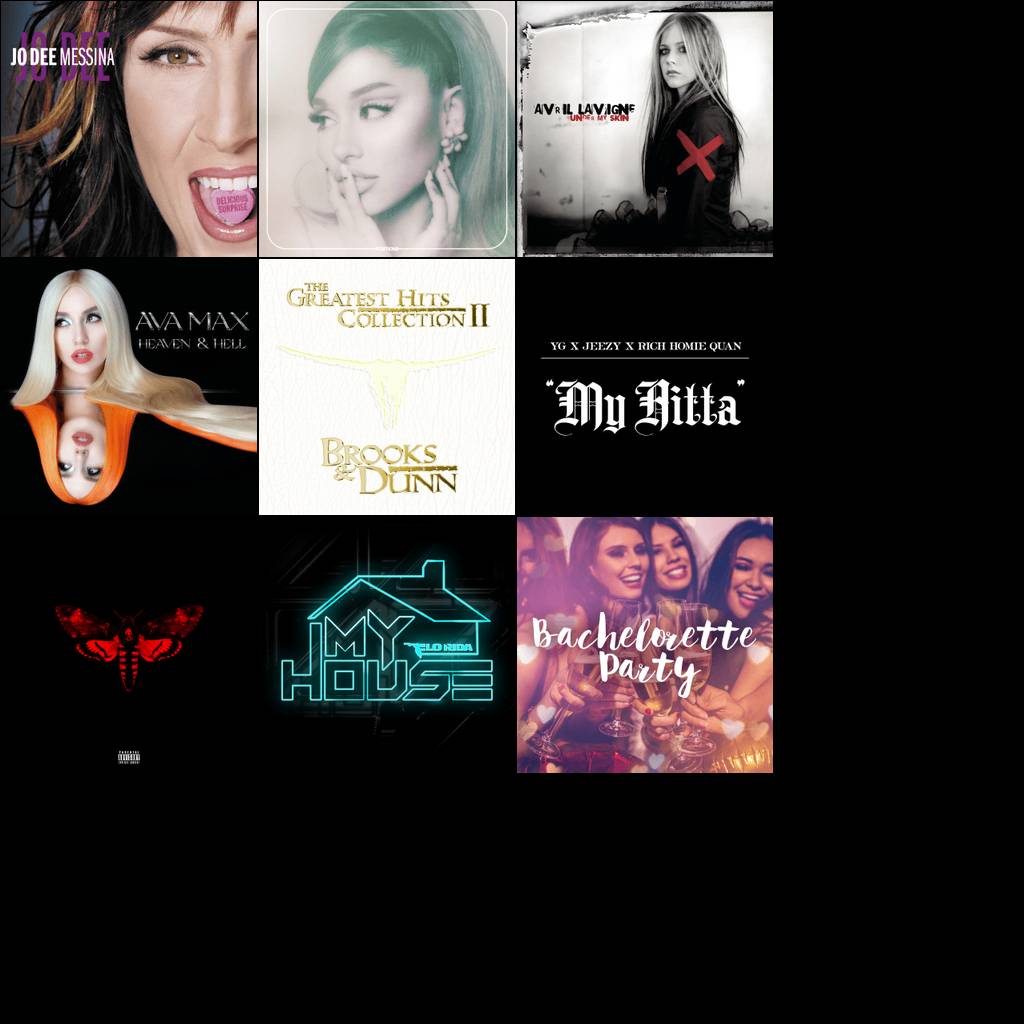 JO DEE
JO DEE MESSINA
DELICIOUS
SURPRISE
AVRIL LAVIGNE
UNDER MY SKIN
AVA MAX
HEAVEN & HELL
THE
GREATEST HITS
COLLECTION II
BROOKS
& DUNN
YG X JEEZY X RICH HOMIE QUAN
"My Hitta"
PARENTAL
ADVISORY
EXPLICIT CONTENT
MY
FLO RIDA
HOUSE
Bachelorette
Party